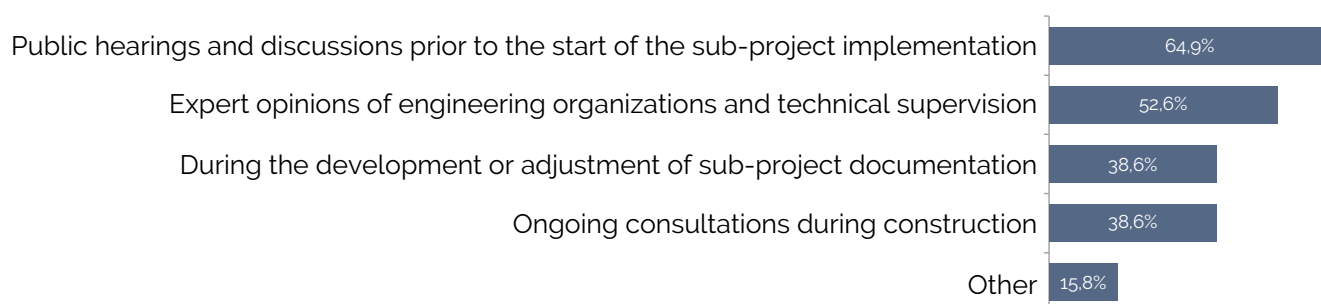 Public hearings and discussions prior to the start of the sub-project implementation 64,9%
Expert opinions of engineering organizations and technical supervision 52,6%
During the development or adjustment of sub-project documentation 38,6%
Ongoing consultations during construction 38,6%
Other 15,8%